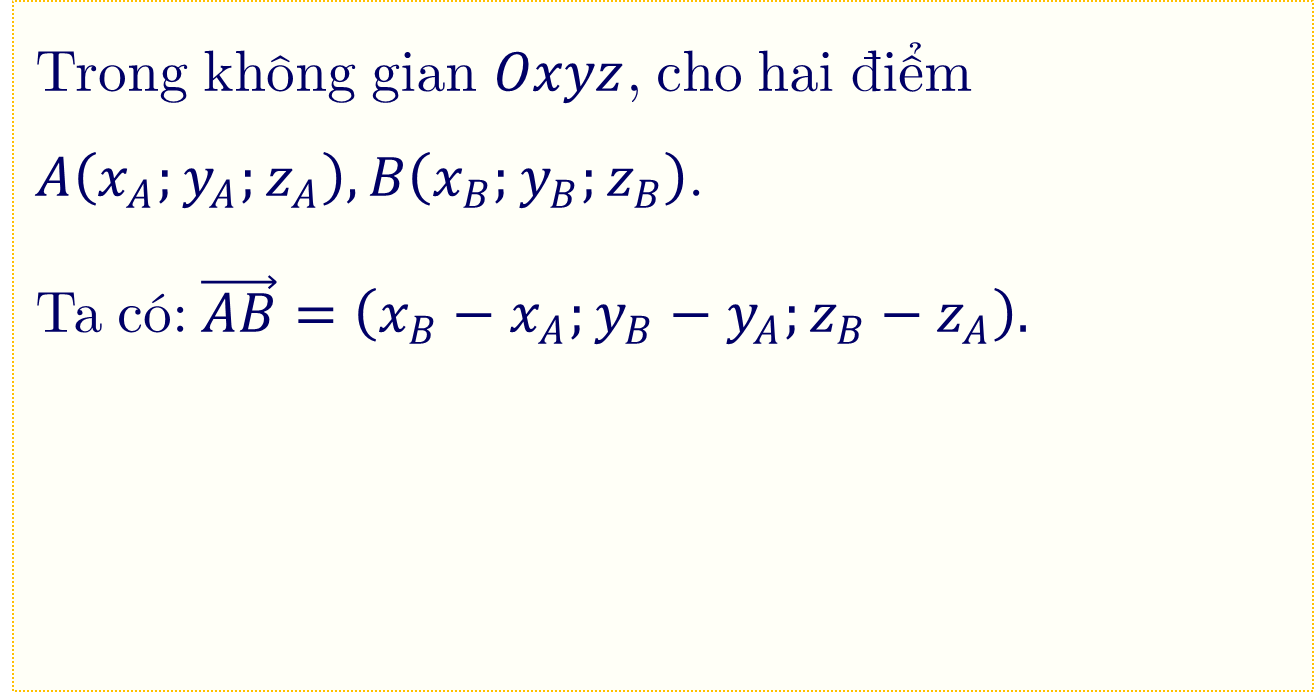 Trong không gian $Oxyz$, cho hai điểm
$A(x_A; y_A; z_A), B(x_B; y_B; z_B)$.
Ta có: $\overrightarrow{AB} = (x_B - x_A; y_B - y_A; z_B - z_A)$.